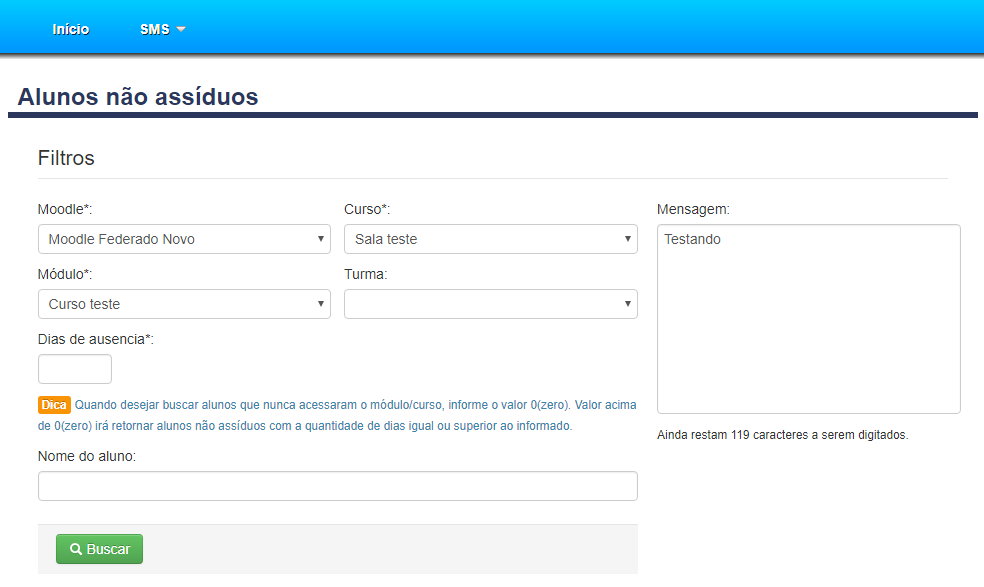 Início SMS
Alunos não assíduos
Filtros
Moodle*: Curso*: Mensagem:
Moodle Federado Novo Sala teste Testando
Módulo*: Turma:
Curso teste
Dias de ausencia*:
Dica Quando desejar buscar alunos que nunca acessaram o módulo/curso, informe o valor 0(zero). Valor acima
de 0(zero) irá retornar alunos não assíduos com a quantidade de dias igual ou superior ao informado.
Ainda restam 119 caracteres a serem digitados.
Nome do aluno:
Buscar